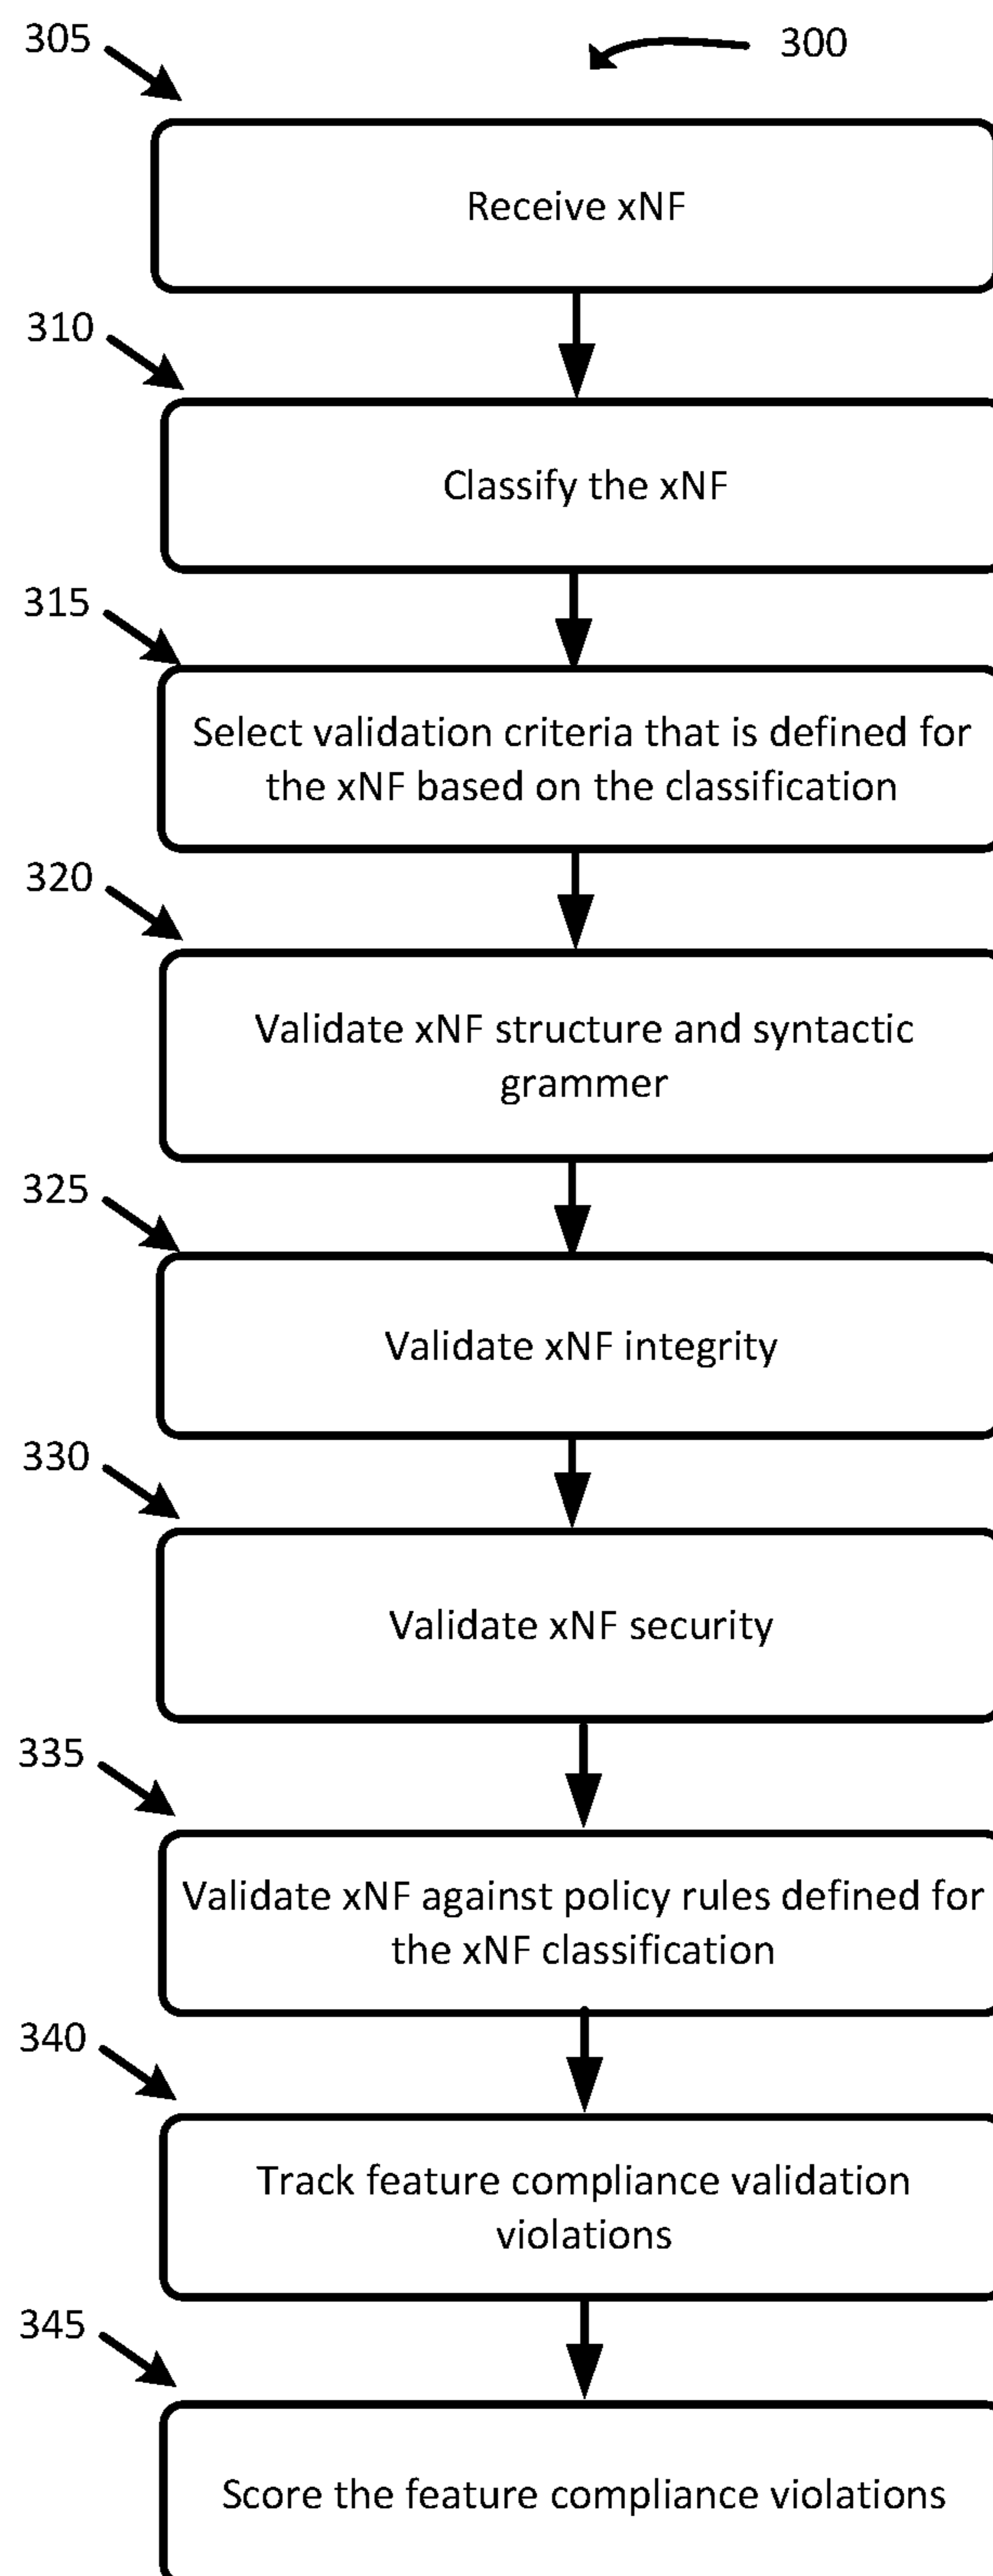 305
300
Receive xNF
310
Classify the xNF
315
Select validation criteria that is defined for
the xNF based on the classification
320
Validate xNF structure and syntactic
grammer
325
Validate xNF integrity
330
Validate xNF security
335
Validate xNF against policy rules defined for
the xNF classification
340
Track feature compliance validation
violations
345
Score the feature compliance violations